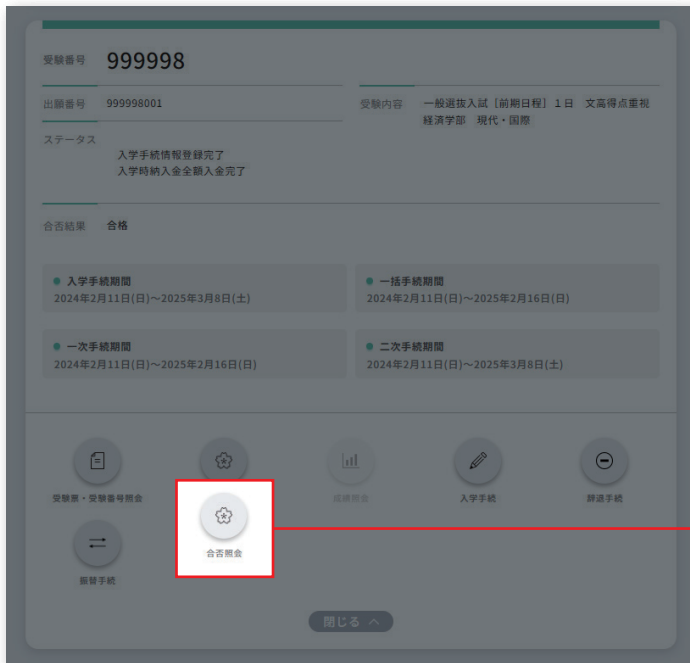 受験番号 999998
出願番号 999998001
受験内容 一般選抜入試［前期日程］１日 文高得点重視
経済学部 現代・国際
ステータス
入学手続情報登録完了
入学時納入金全額入金完了
合否結果 合格
入学手続期間
2024年2月11日(日)～2025年3月8日(土)
一括手続期間
2024年2月11日(日)～2025年2月16日(日)
一次手続期間
2024年2月11日(日)～2025年2月16日(日)
二次手続期間
2024年2月11日(日)～2025年3月8日(土)
受験票・受験番号照会
成績照会
入学手続
辞退手続
合否照会
振替手続
閉じる